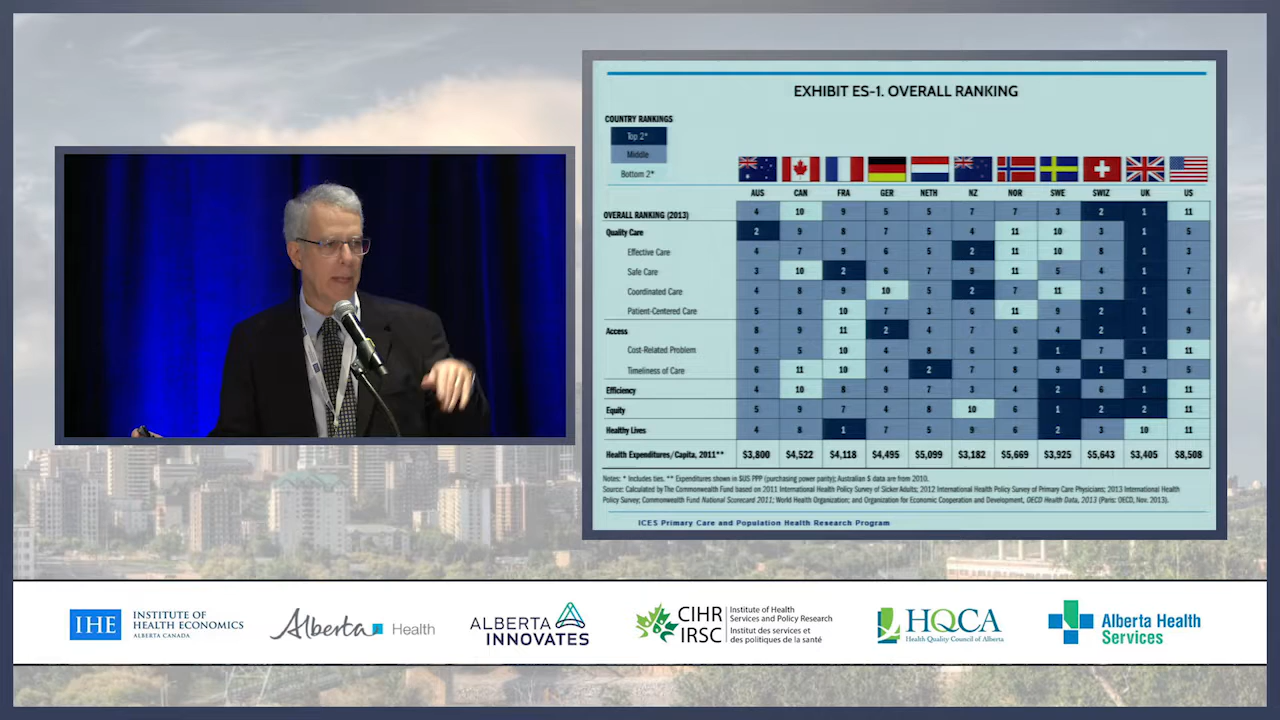 EXHIBIT ES-1. OVERALL RANKING
COUNTRY RANKINGS
Top 2*
Middle
Bottom 2*
AUS CAN FRA GER NETH NZ NOR SWE SWIZ UK US
OVERALL RANKING (2013) 4 10 9 5 5 7 7 3 2 1 11
Quality Care 2 9 8 7 5 4 11 10 3 1 5
Effective Care 4 7 9 6 5 2 11 10 8 1 3
Safe Care 3 10 2 6 7 9 11 5 4 1 7
Coordinated Care 4 8 9 10 5 2 7 11 3 1 6
Patient-Centered Care 5 8 10 7 3 6 11 9 2 1 4
Access 8 9 11 2 4 7 6 4 2 1 9
Cost-Related Problem 9 5 10 4 8 6 3 1 7 1 11
Timeliness of Care 6 11 10 4 2 7 8 9 1 3 5
Efficiency 4 10 8 9 7 3 4 2 6 1 11
Equity 5 9 7 4 8 10 6 1 2 2 11
Healthy Lives 4 8 1 7 5 9 6 2 3 10 11
Health Expenditures/Capita, 2011** $3,800 $4,522 $4,118 $4,495 $5,099 $3,182 $5,669 $3,925 $5,643 $3,405 $8,508
Notes: * Includes ties. ** Expenditures shown in $US PPP (purchasing power parity); Australian $ data are from 2010.
Source: Calculated by The Commonwealth Fund based on 2011 International Health Policy Survey of Sicker Adults; 2012 International Health Policy Survey of Primary Care Physicians; 2013 International Health
Policy Survey; Commonwealth Fund National Scorecard 2011; World Health Organization; and Organization for Economic Cooperation and Development, OECD Health Data, 2013 (Paris: OECD, Nov. 2013).
ICES Primary Care and Population Health Research Program
IHE
INSTITUTE OF
HEALTH ECONOMICS
ALBERTA CANADA
Alberta Health
ALBERTA
INNOVATES
CIHR
IRSC
Institute of Health
Services and Policy Research
Institut des services et
des politiques de la santé
HQCA
Health Quality Council of Alberta
Alberta Health
Services